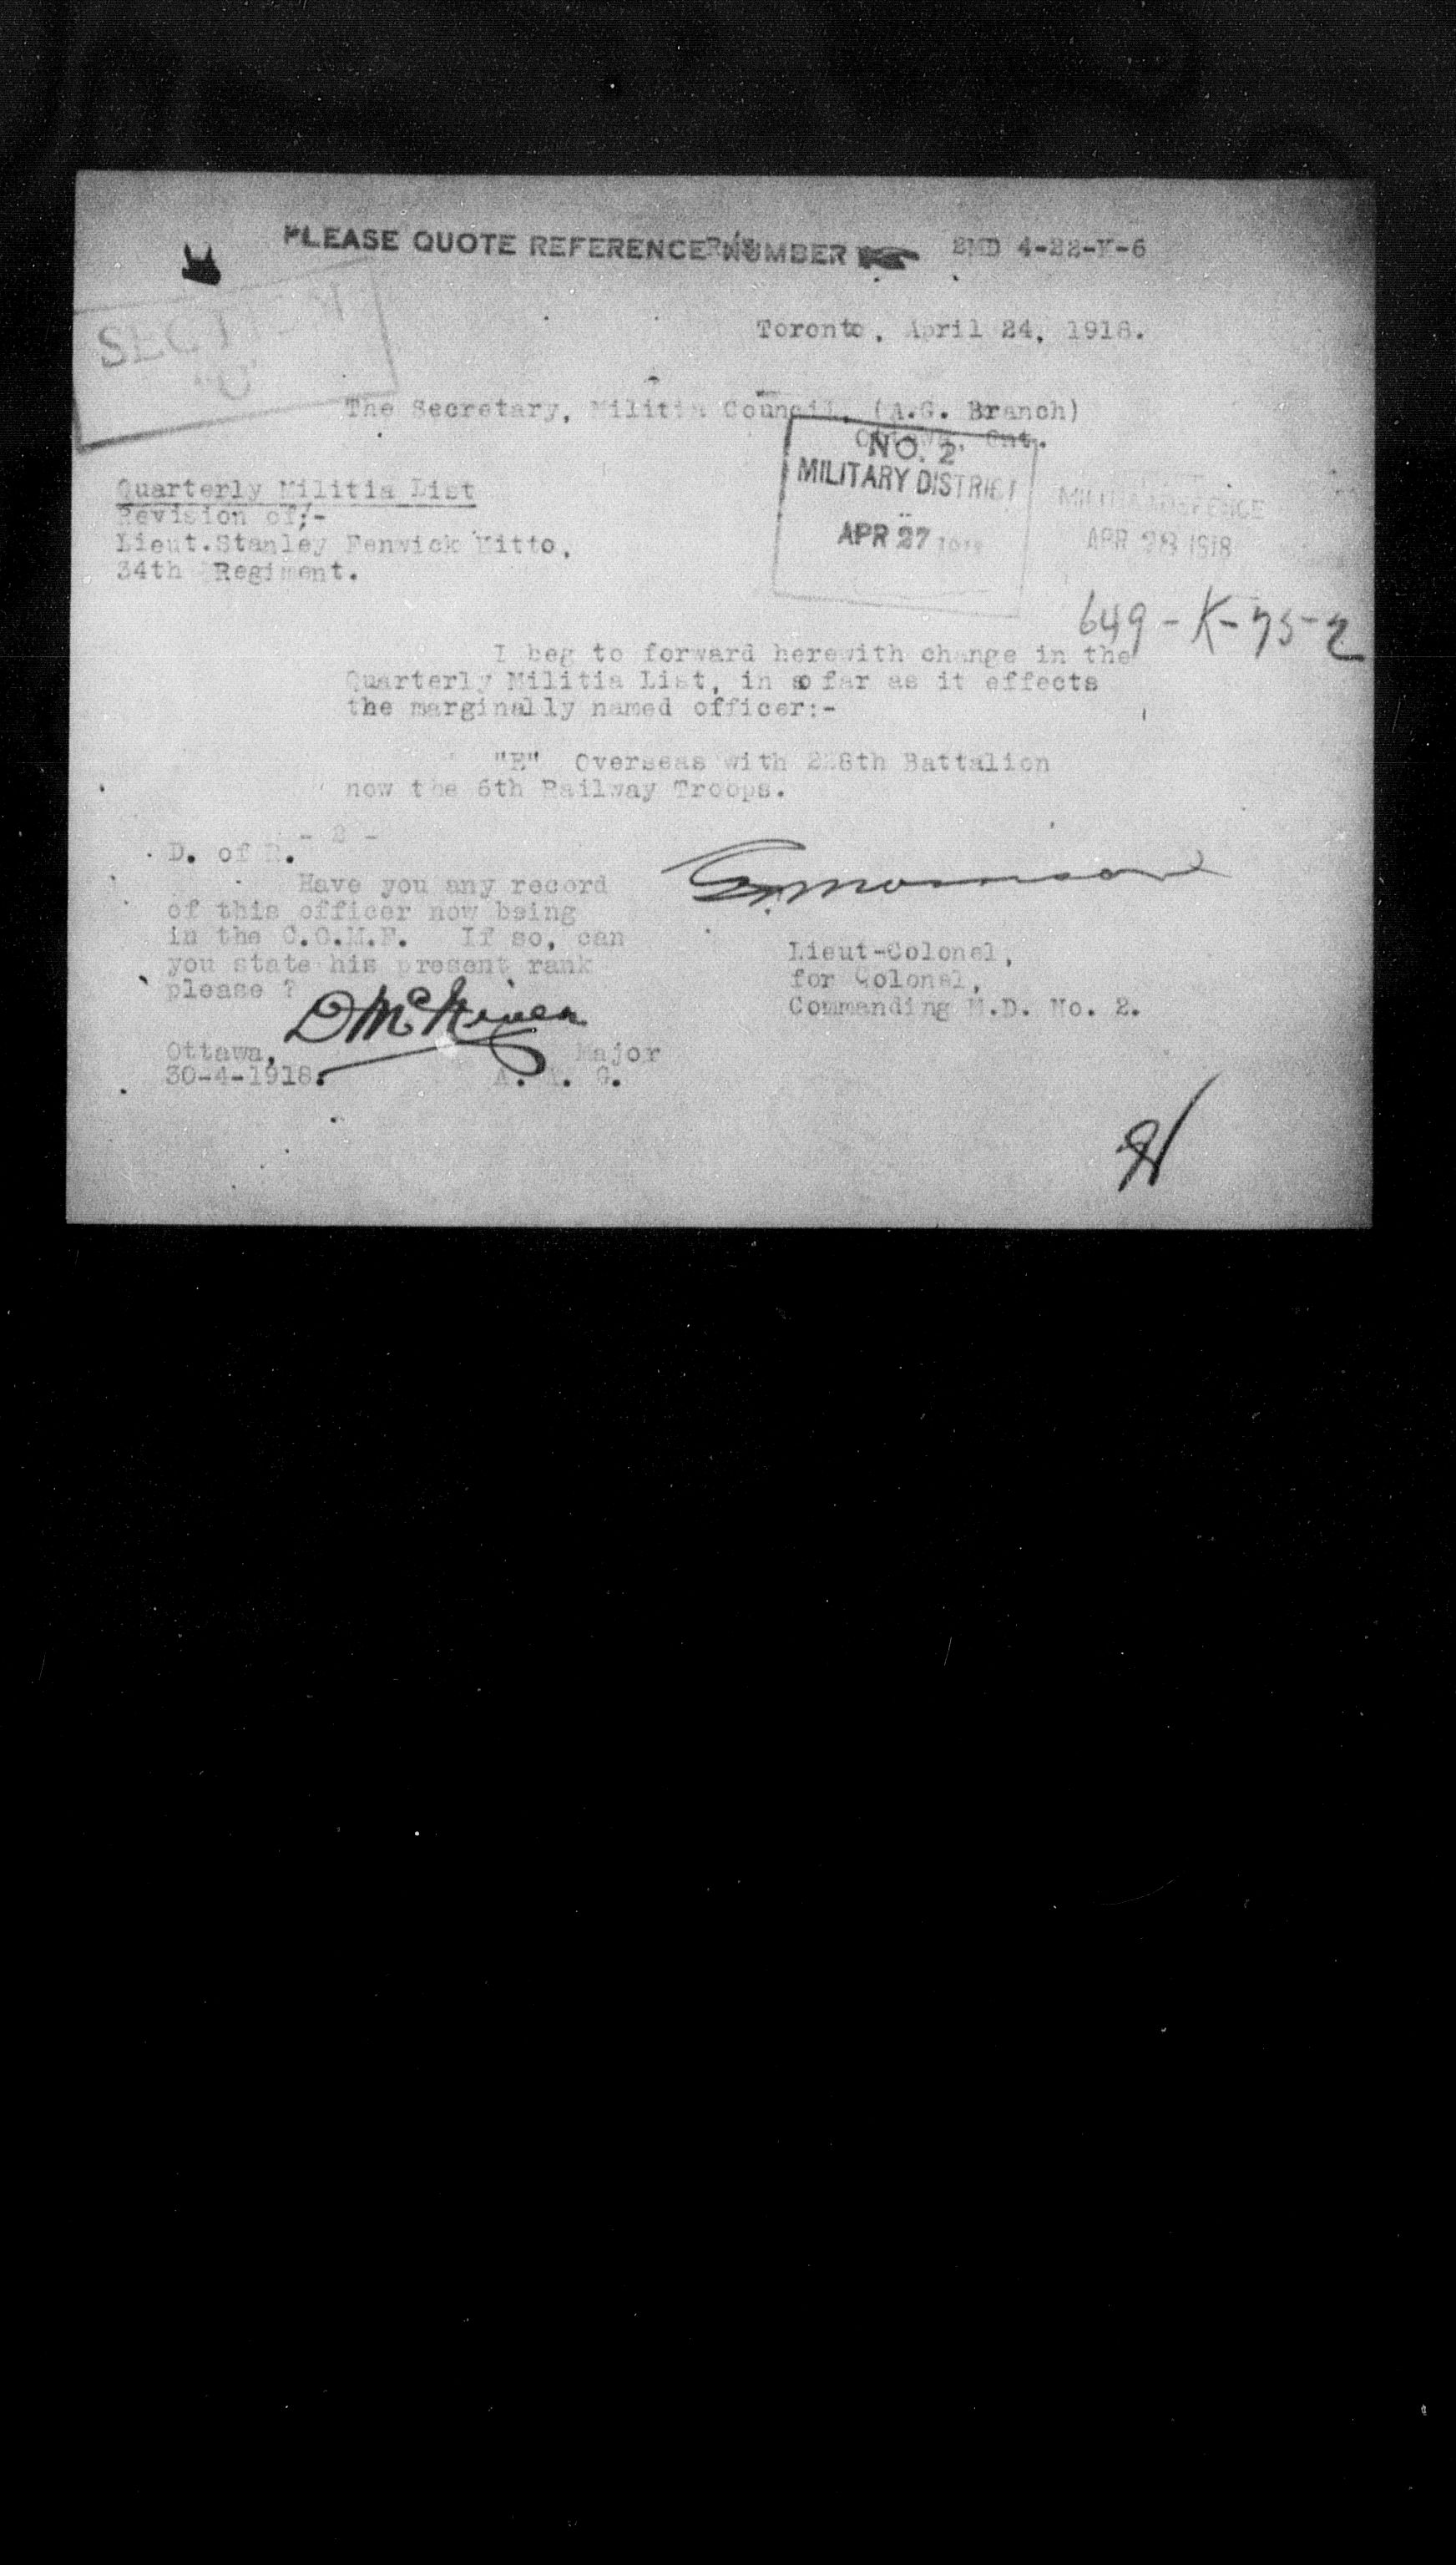 PLEASE QUOTE REFERENCE NUMBER 2MD 4-22-K-6
SECTION
"C"
Toronto, April 24, 1918.
The Secretary, Militia Council, (A.G. Branch)
Ottawa, Ont.
NO. 2
MILITARY DISTRICT
APR 27 1918
MILITIA & DEFENCE
APR 28 1918
Quarterly Militia List
Revision of;-
Lieut.Stanley Fenwick Kitto,
34th Regiment.
649-K-75-2
I beg to forward herewith change in the
Quarterly Militia List, in so far as it effects
the marginally named officer:-
"E" Overseas with 228th Battalion
now the 6th Railway Troops.
- 2 -
D. of R.
Have you any record
of this officer now being
in the C.O.M.F. If so, can
you state his present rank
please ?
Ottawa,
30-4-1918.
Major
A. A. G.
Lieut-Colonel,
for Colonel,
Commanding M.D. No. 2.